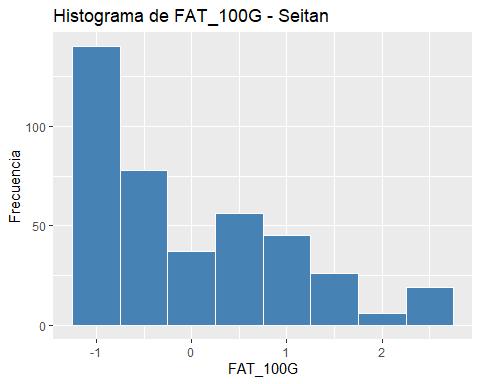 Histograma de FAT_100G - Seitan
Frecuencia
100
50
0
-1 0 1 2
FAT_100G